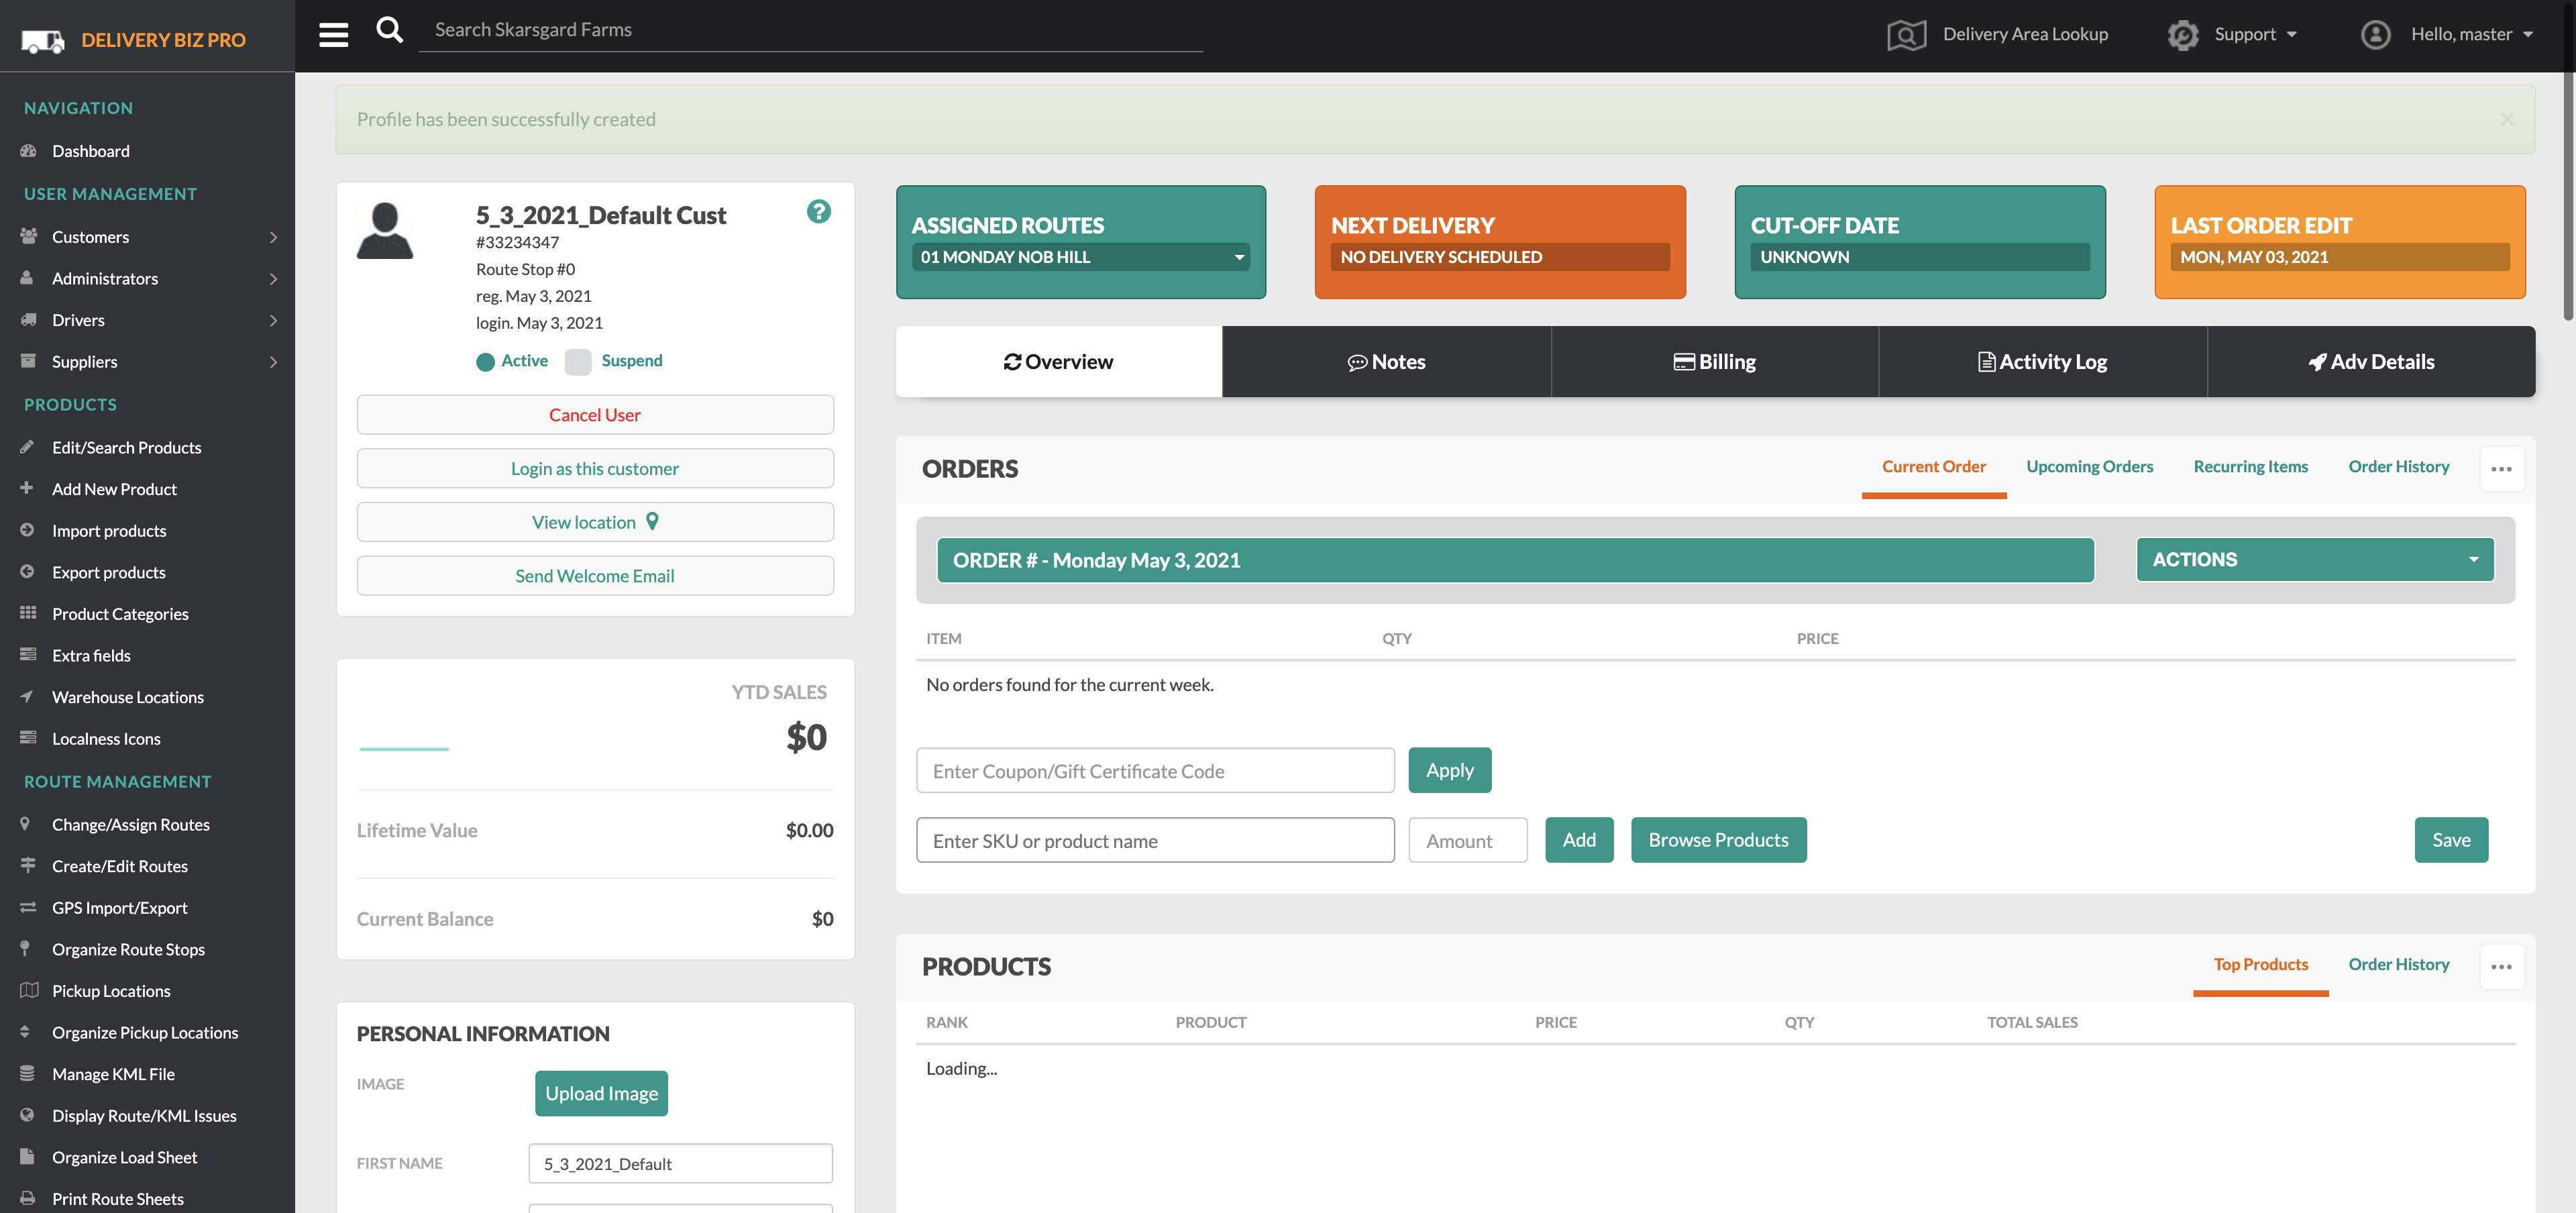 DELIVERY BIZ PRO
Search Skarsgard Farms
Delivery Area Lookup
Support
Hello, master
NAVIGATION
Dashboard
USER MANAGEMENT
Customers
Administrators
Drivers
Suppliers
PRODUCTS
Edit/Search Products
Add New Product
Import products
Export products
Product Categories
Extra fields
Warehouse Locations
Localness Icons
ROUTE MANAGEMENT
Change/Assign Routes
Create/Edit Routes
GPS Import/Export
Organize Route Stops
Pickup Locations
Organize Pickup Locations
Manage KML File
Display Route/KML Issues
Organize Load Sheet
Print Route Sheets
Profile has been successfully created
×
5_3_2021_Default Cust
?
#33234347
Route Stop #0
reg. May 3, 2021
login. May 3, 2021
Active Suspend
Cancel User
Login as this customer
View location
Send Welcome Email
YTD SALES
$0
Lifetime Value $0.00
Current Balance $0
PERSONAL INFORMATION
IMAGE Upload Image
FIRST NAME 5_3_2021_Default
ASSIGNED ROUTES
01 MONDAY NOB HILL
NEXT DELIVERY
NO DELIVERY SCHEDULED
CUT-OFF DATE
UNKNOWN
LAST ORDER EDIT
MON, MAY 03, 2021
Overview Notes Billing Activity Log Adv Details
ORDERS Current Order Upcoming Orders Recurring Items Order History ...
ORDER # - Monday May 3, 2021 ACTIONS
ITEM QTY PRICE
No orders found for the current week.
Enter Coupon/Gift Certificate Code Apply
Enter SKU or product name Amount Add Browse Products Save
PRODUCTS Top Products Order History ...
RANK PRODUCT PRICE QTY TOTAL SALES
Loading...